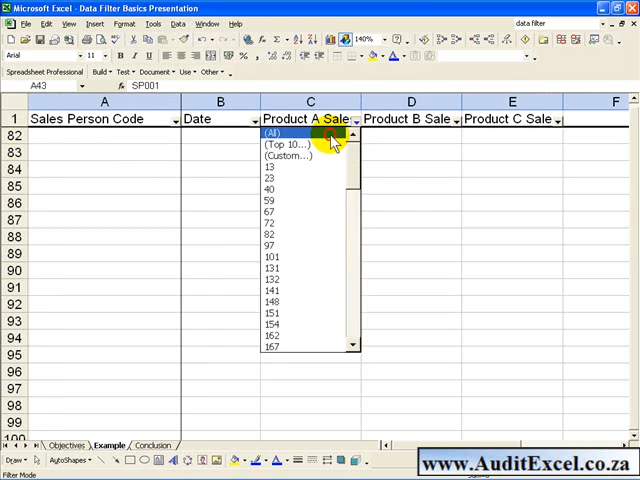 Microsoft Excel - Data Filter Basics Presentation
File Edit View Insert Format Tools Data Window Help data filter
140%
Arial 11 B I U
Spreadsheet Professional Build Test Document Use Other
A43 SP001
A B C D E F
1 Sales Person Code Date Product A Sales Product B Sale Product C Sale
82 (All)
(Top 10...)
83 (Custom...)
13
84 23
85 40
59
86 67
87 72
88 82
97
89 101
90 131
132
91 141
92 148
151
93 154
94 162
95 167
96
97
98
99
100
Objectives Example Conclusion
Draw AutoShapes
Filter Mode
www.AuditExcel.co.za